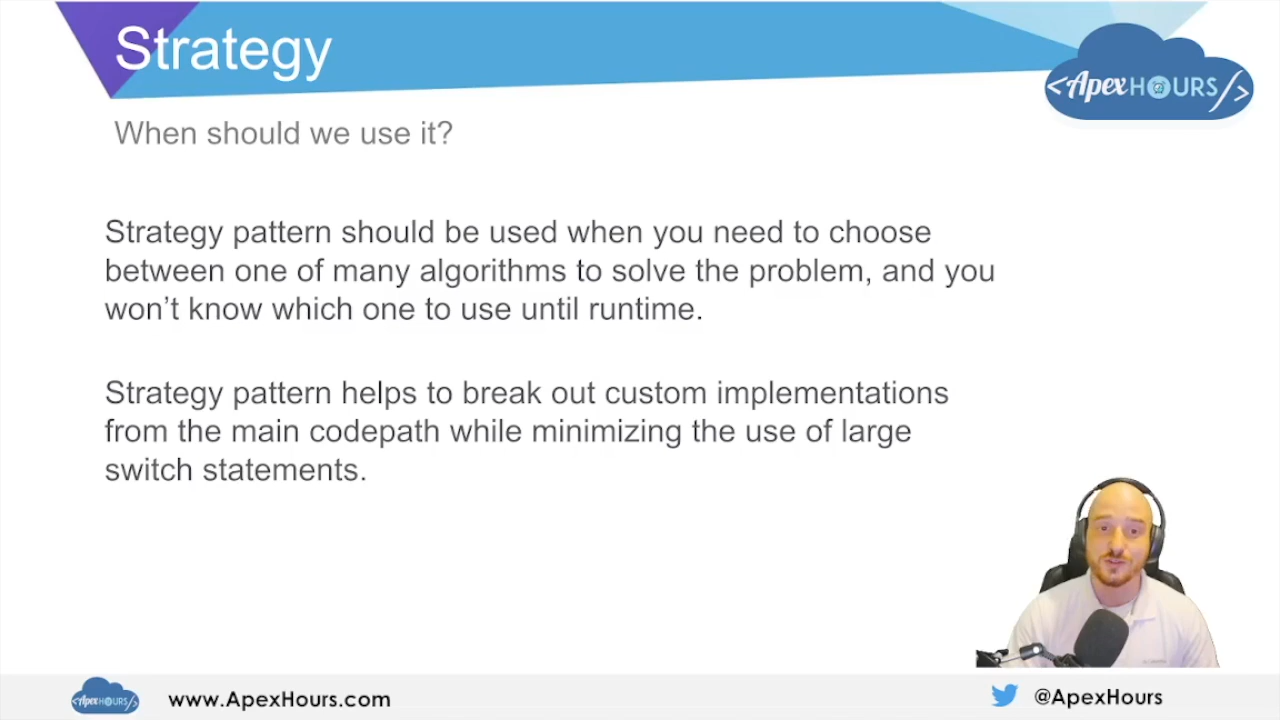 Strategy
<ApexHOURS/>
When should we use it?
Strategy pattern should be used when you need to choose
between one of many algorithms to solve the problem, and you
won’t know which one to use until runtime.
Strategy pattern helps to break out custom implementations
from the main codepath while minimizing the use of large
switch statements.
<ApexHOURS/>
www.ApexHours.com
@ApexHours